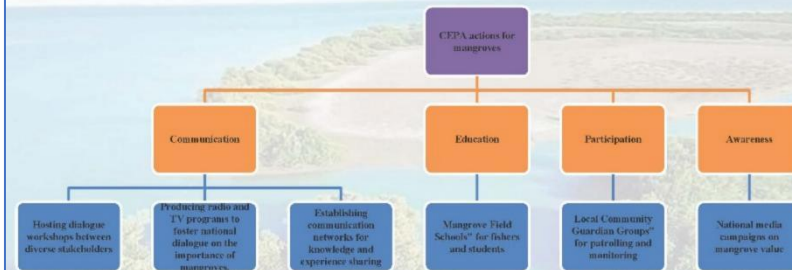 CEPA actions for
mangroves
Communication
Education
Participation
Awareness
Hosting dialogue
workshops between
diverse stakeholders
Producing radio and
TV programs to
foster national
dialogue on the
importance of
mangroves.
Establishing
communication
networks for
knowledge and
experience sharing
Mangrove Field
Schools" for fishers
and students
Local Community
Guardian Groups"
for patrolling and
monitoring
National media
campaigns on
mangrove value